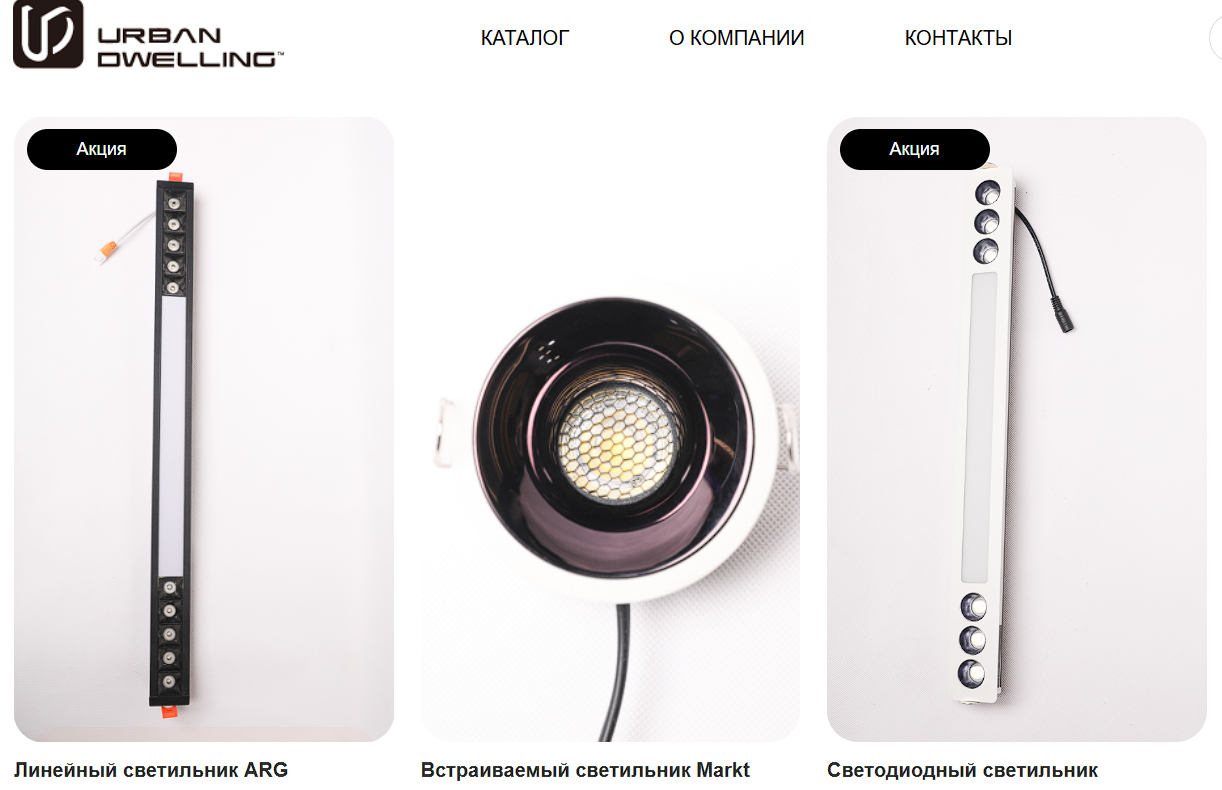 URBAN
DWELLING™
КАТАЛОГ
О КОМПАНИИ
КОНТАКТЫ
Акция
Акция
Линейный светильник ARG
Встраиваемый светильник Markt
Светодиодный светильник